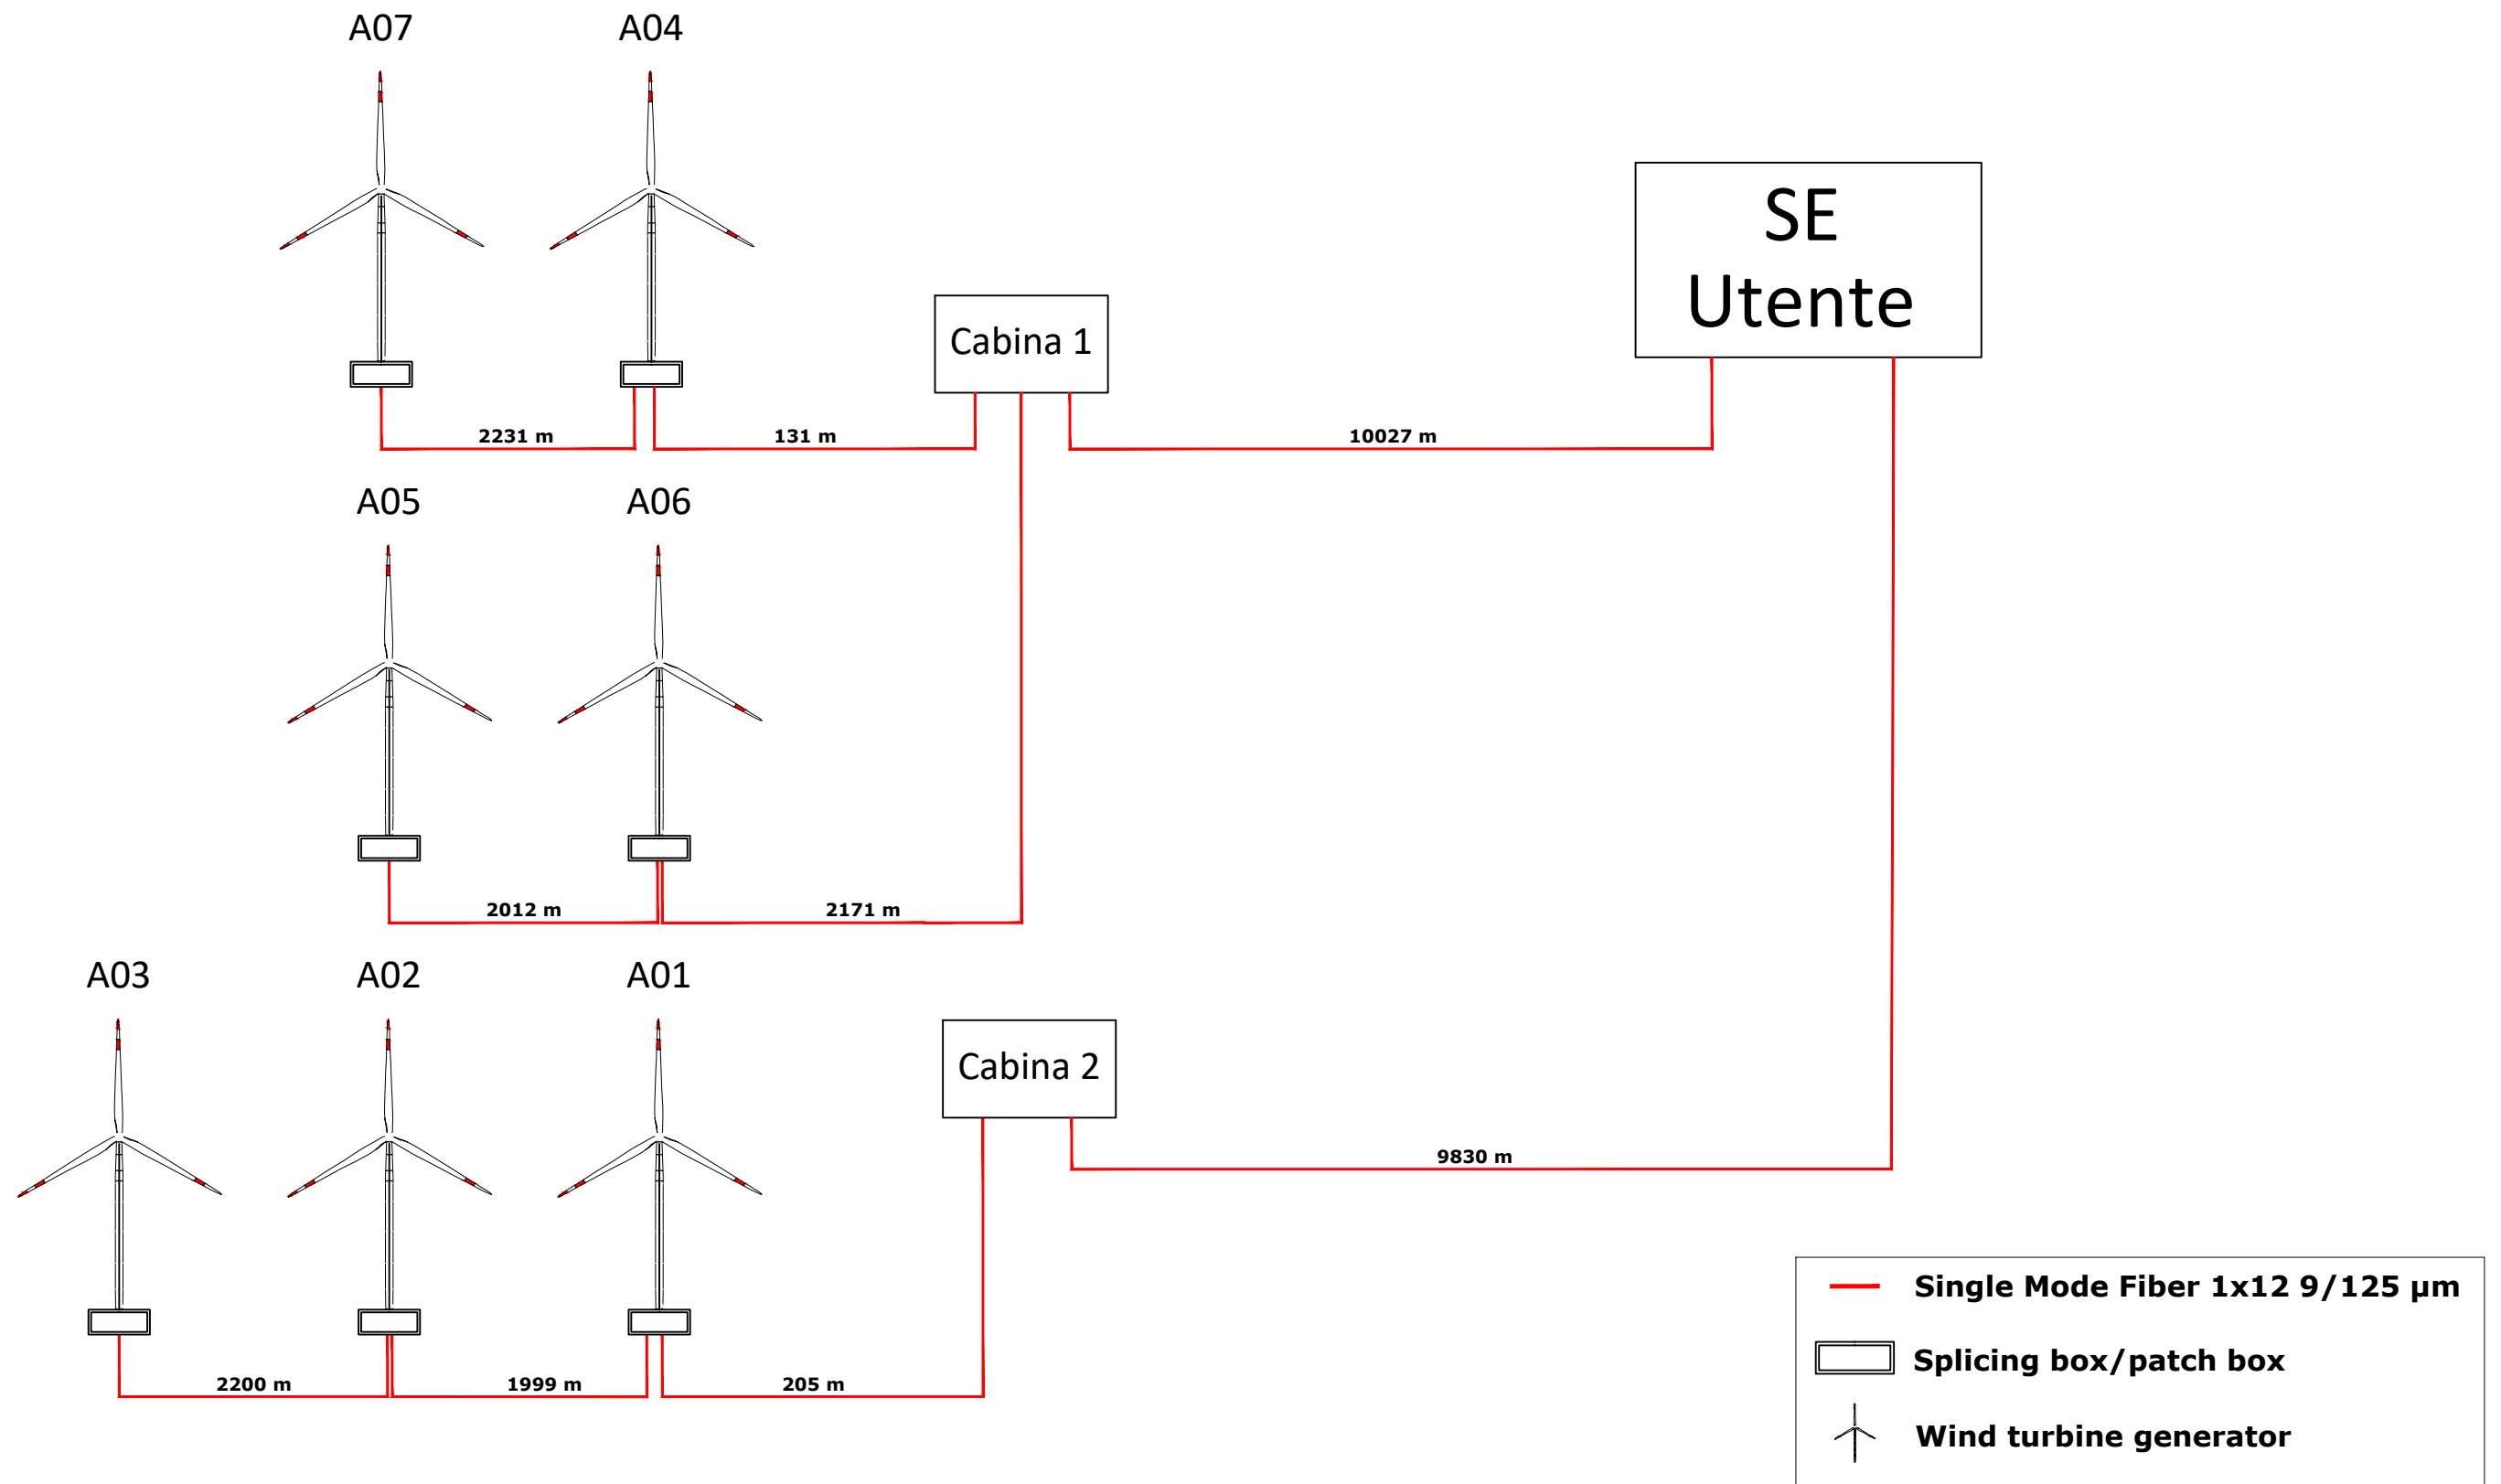 A07
A04
SE
Utente
Cabina 1
2231 m
131 m
10027 m
A05
A06
2012 m
2171 m
A03
A02
A01
Cabina 2
9830 m
2200 m
1999 m
205 m
Single Mode Fiber 1x12 9/125 µm
Splicing box/patch box
Wind turbine generator